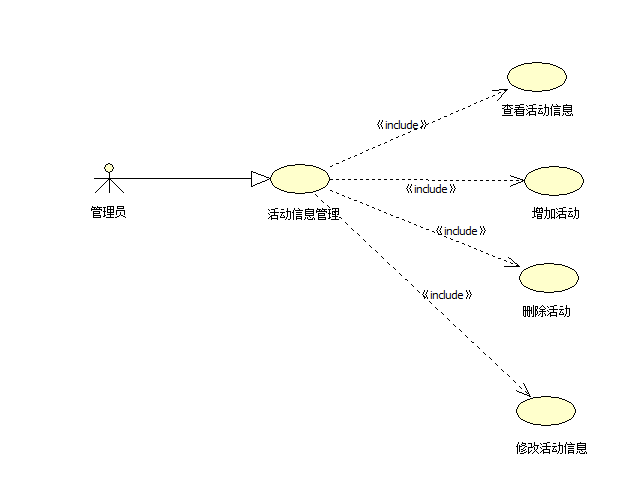 《include》
查看活动信息
《include》
增加活动
管理员
活动信息管理
《include》
删除活动
《include》
修改活动信息